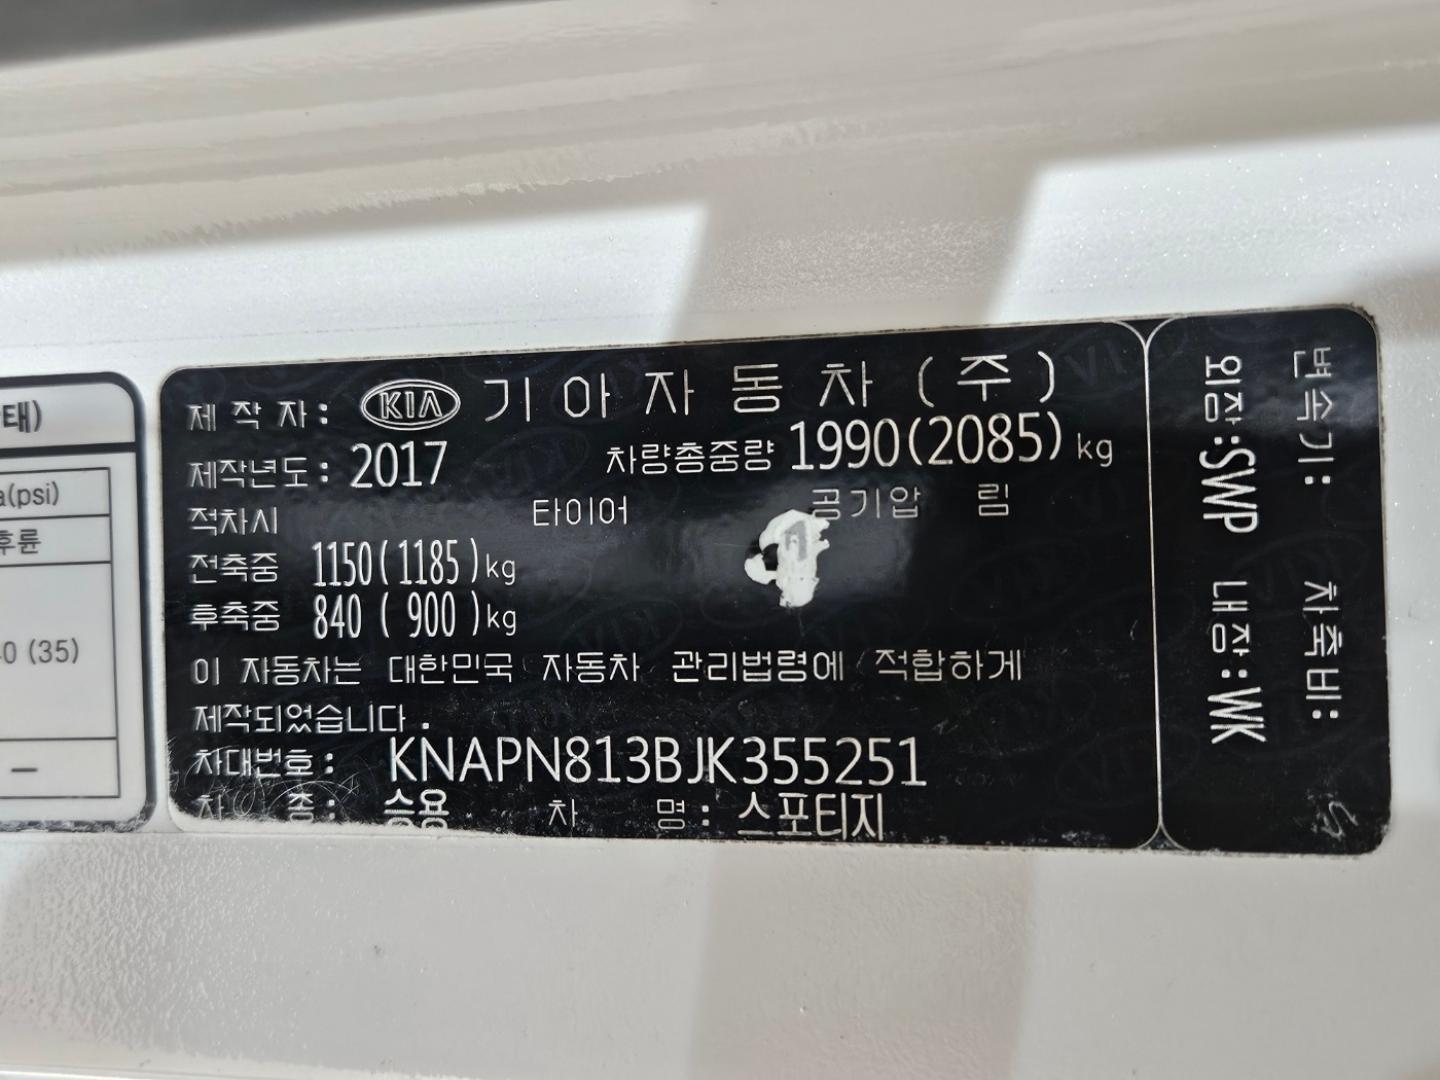 태)
a(psi)
후륜
0 (35)
–
제 작 자 : KIA 기 아 자 동 차 ( 주 )
제작년도 : 2017 차량총중량 1990(2085) kg
적차시 타이어 공기압 림
전축중 1150(1185)kg
후축중 840 ( 900 )kg
이 자동차는 대한민국 자동차 관리법령에 적합하게
제작되었습니다.
차대번호 : KNAPN813BJK355251
차 종 : 승용 차 명 : 스포티지
변속기 : 차축비 :
외장:SWP 내장:WK